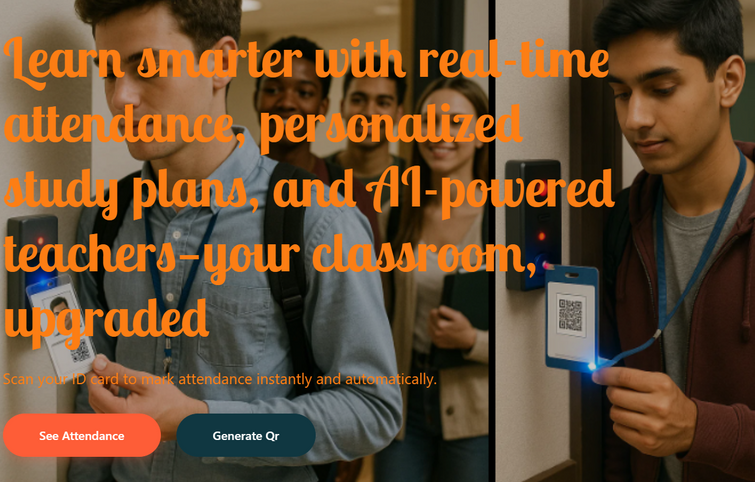 Learn smarter with real-time
attendance, personalized
study plans, and AI-powered
teachers—your classroom,
upgraded
Scan your ID card to mark attendance instantly and automatically.
See Attendance
Generate Qr